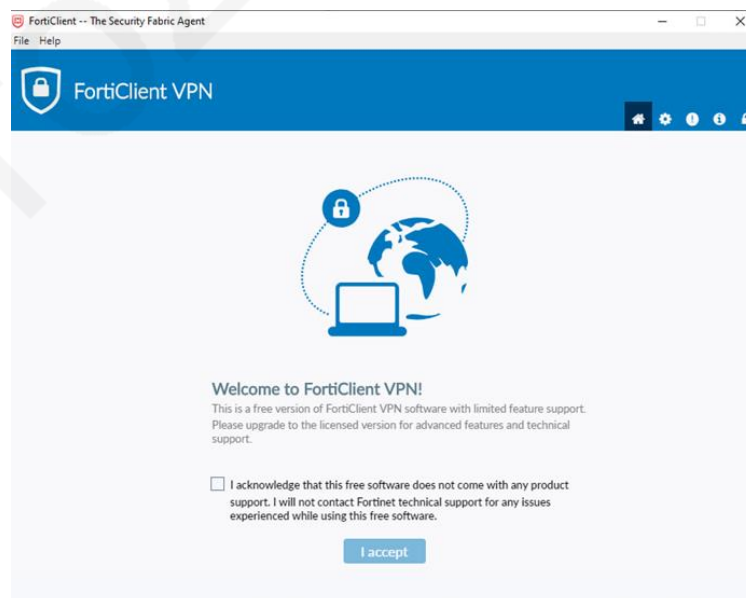 FortiClient -- The Security Fabric Agent
File Help
FortiClient VPN
Welcome to FortiClient VPN!
This is a free version of FortiClient VPN software with limited feature support.
Please upgrade to the licensed version for advanced features and technical
support.
I acknowledge that this free software does not come with any product
support. I will not contact Fortinet technical support for any issues
experienced while using this free software.
I accept